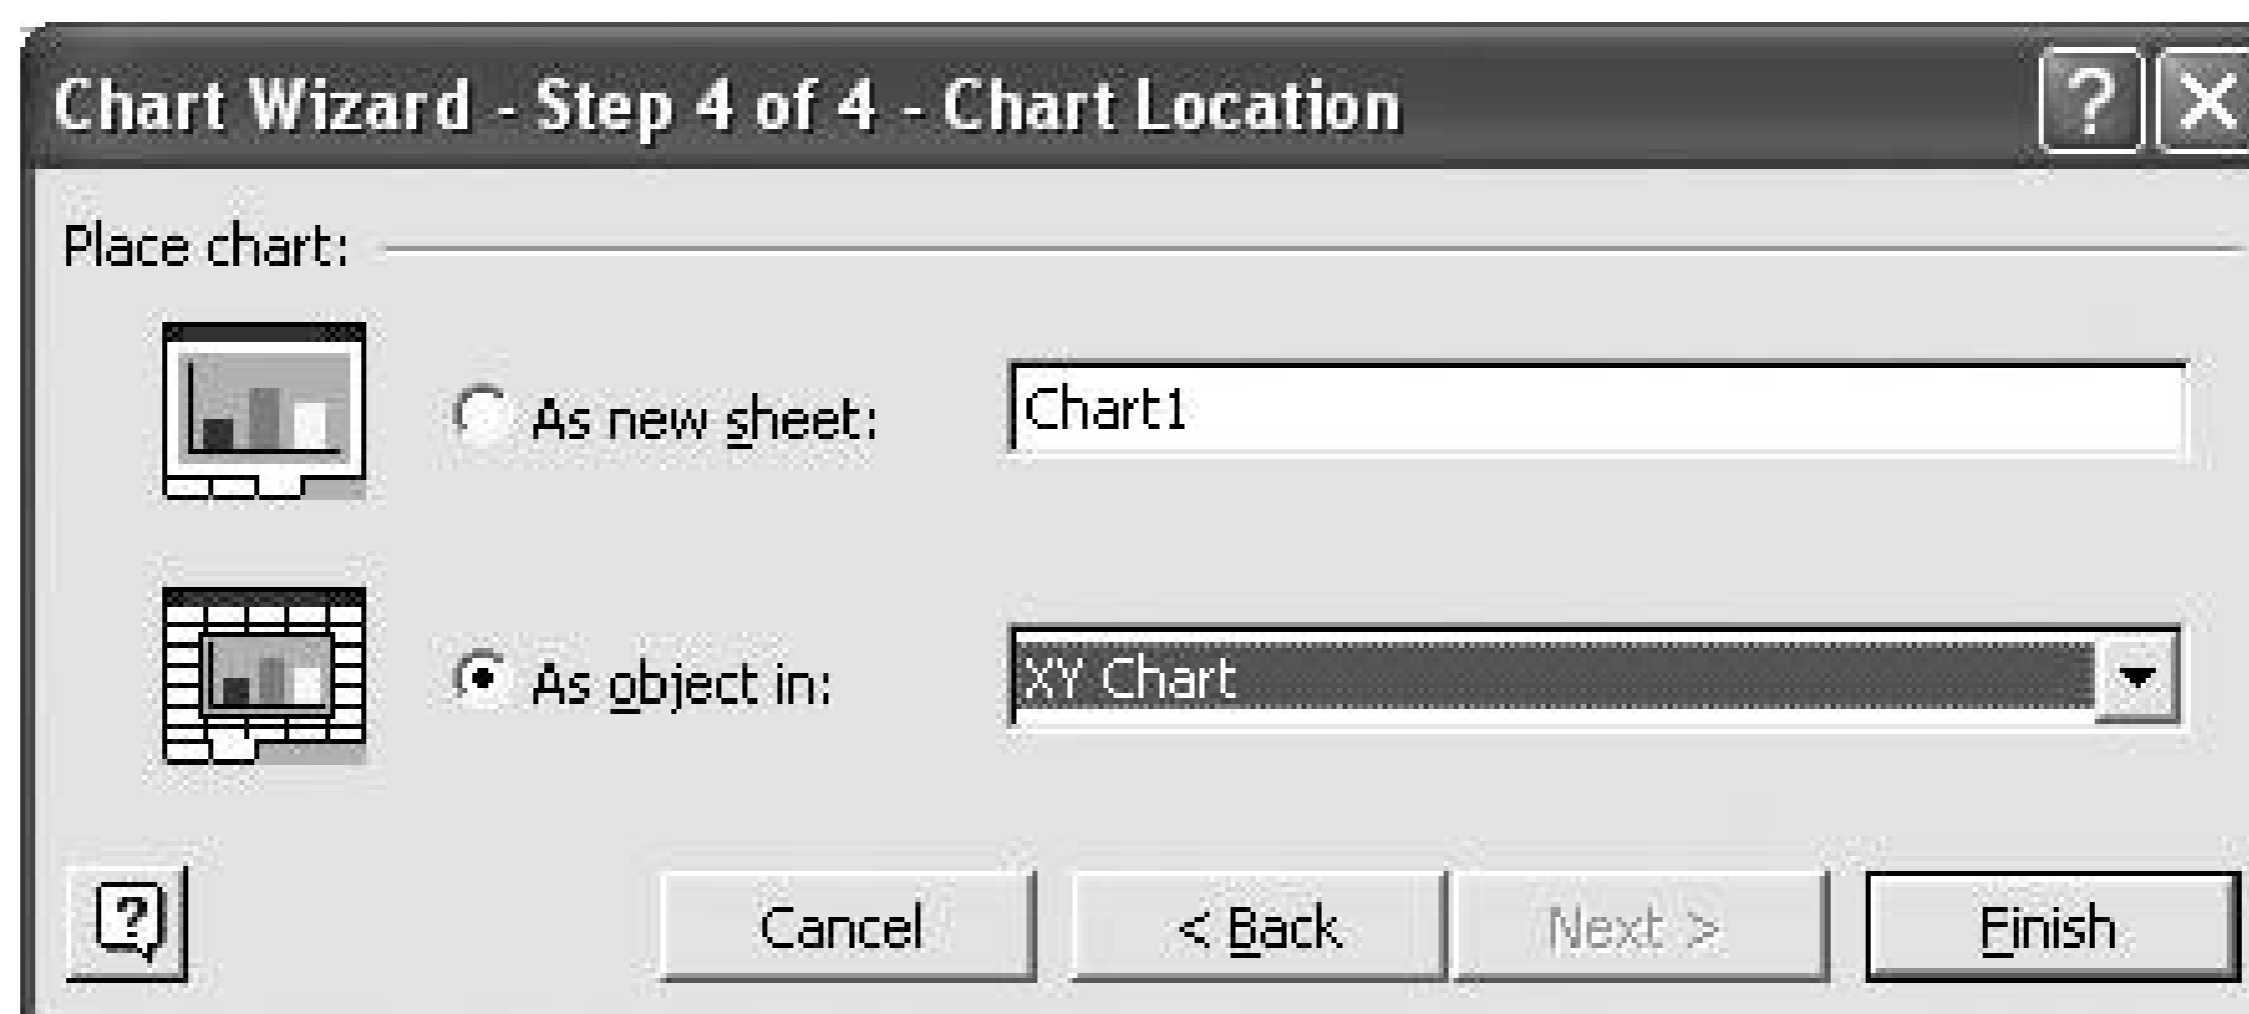 Chart Wizard - Step 4 of 4 - Chart Location ?
Place chart:
As new sheet: Chart1
As object in: XY Chart
? Cancel < Back Next > Finish